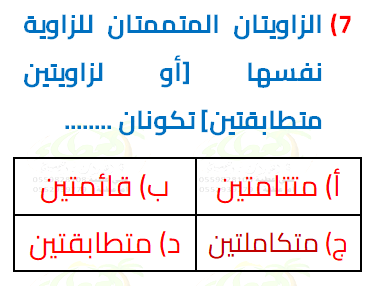 7) الزاويتان المتممتان للزاوية
نفسها [أو لزاويتين
متطابقتين] تكونان ........
أ) متتامتين ب) قائمتين
ج) متكاملتين د) متطابقتين